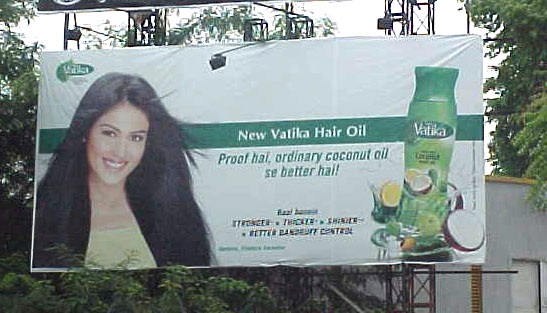 Vatika
New Vatika Hair Oil
Proof hai, ordinary coconut oil
se better hai!
STRONGER THICKER SHINIER
BETTER DANDRUFF CONTROL
Vatika
Coconut